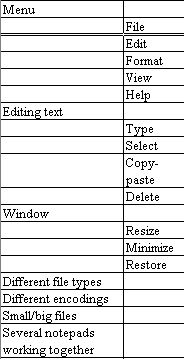 Menu
File
Edit
Format
View
Help
Editing text
Type
Select
Copy-
paste
Delete
Window
Resize
Minimize
Restore
Different file types
Different encodings
Small/big files
Several notepads
working together